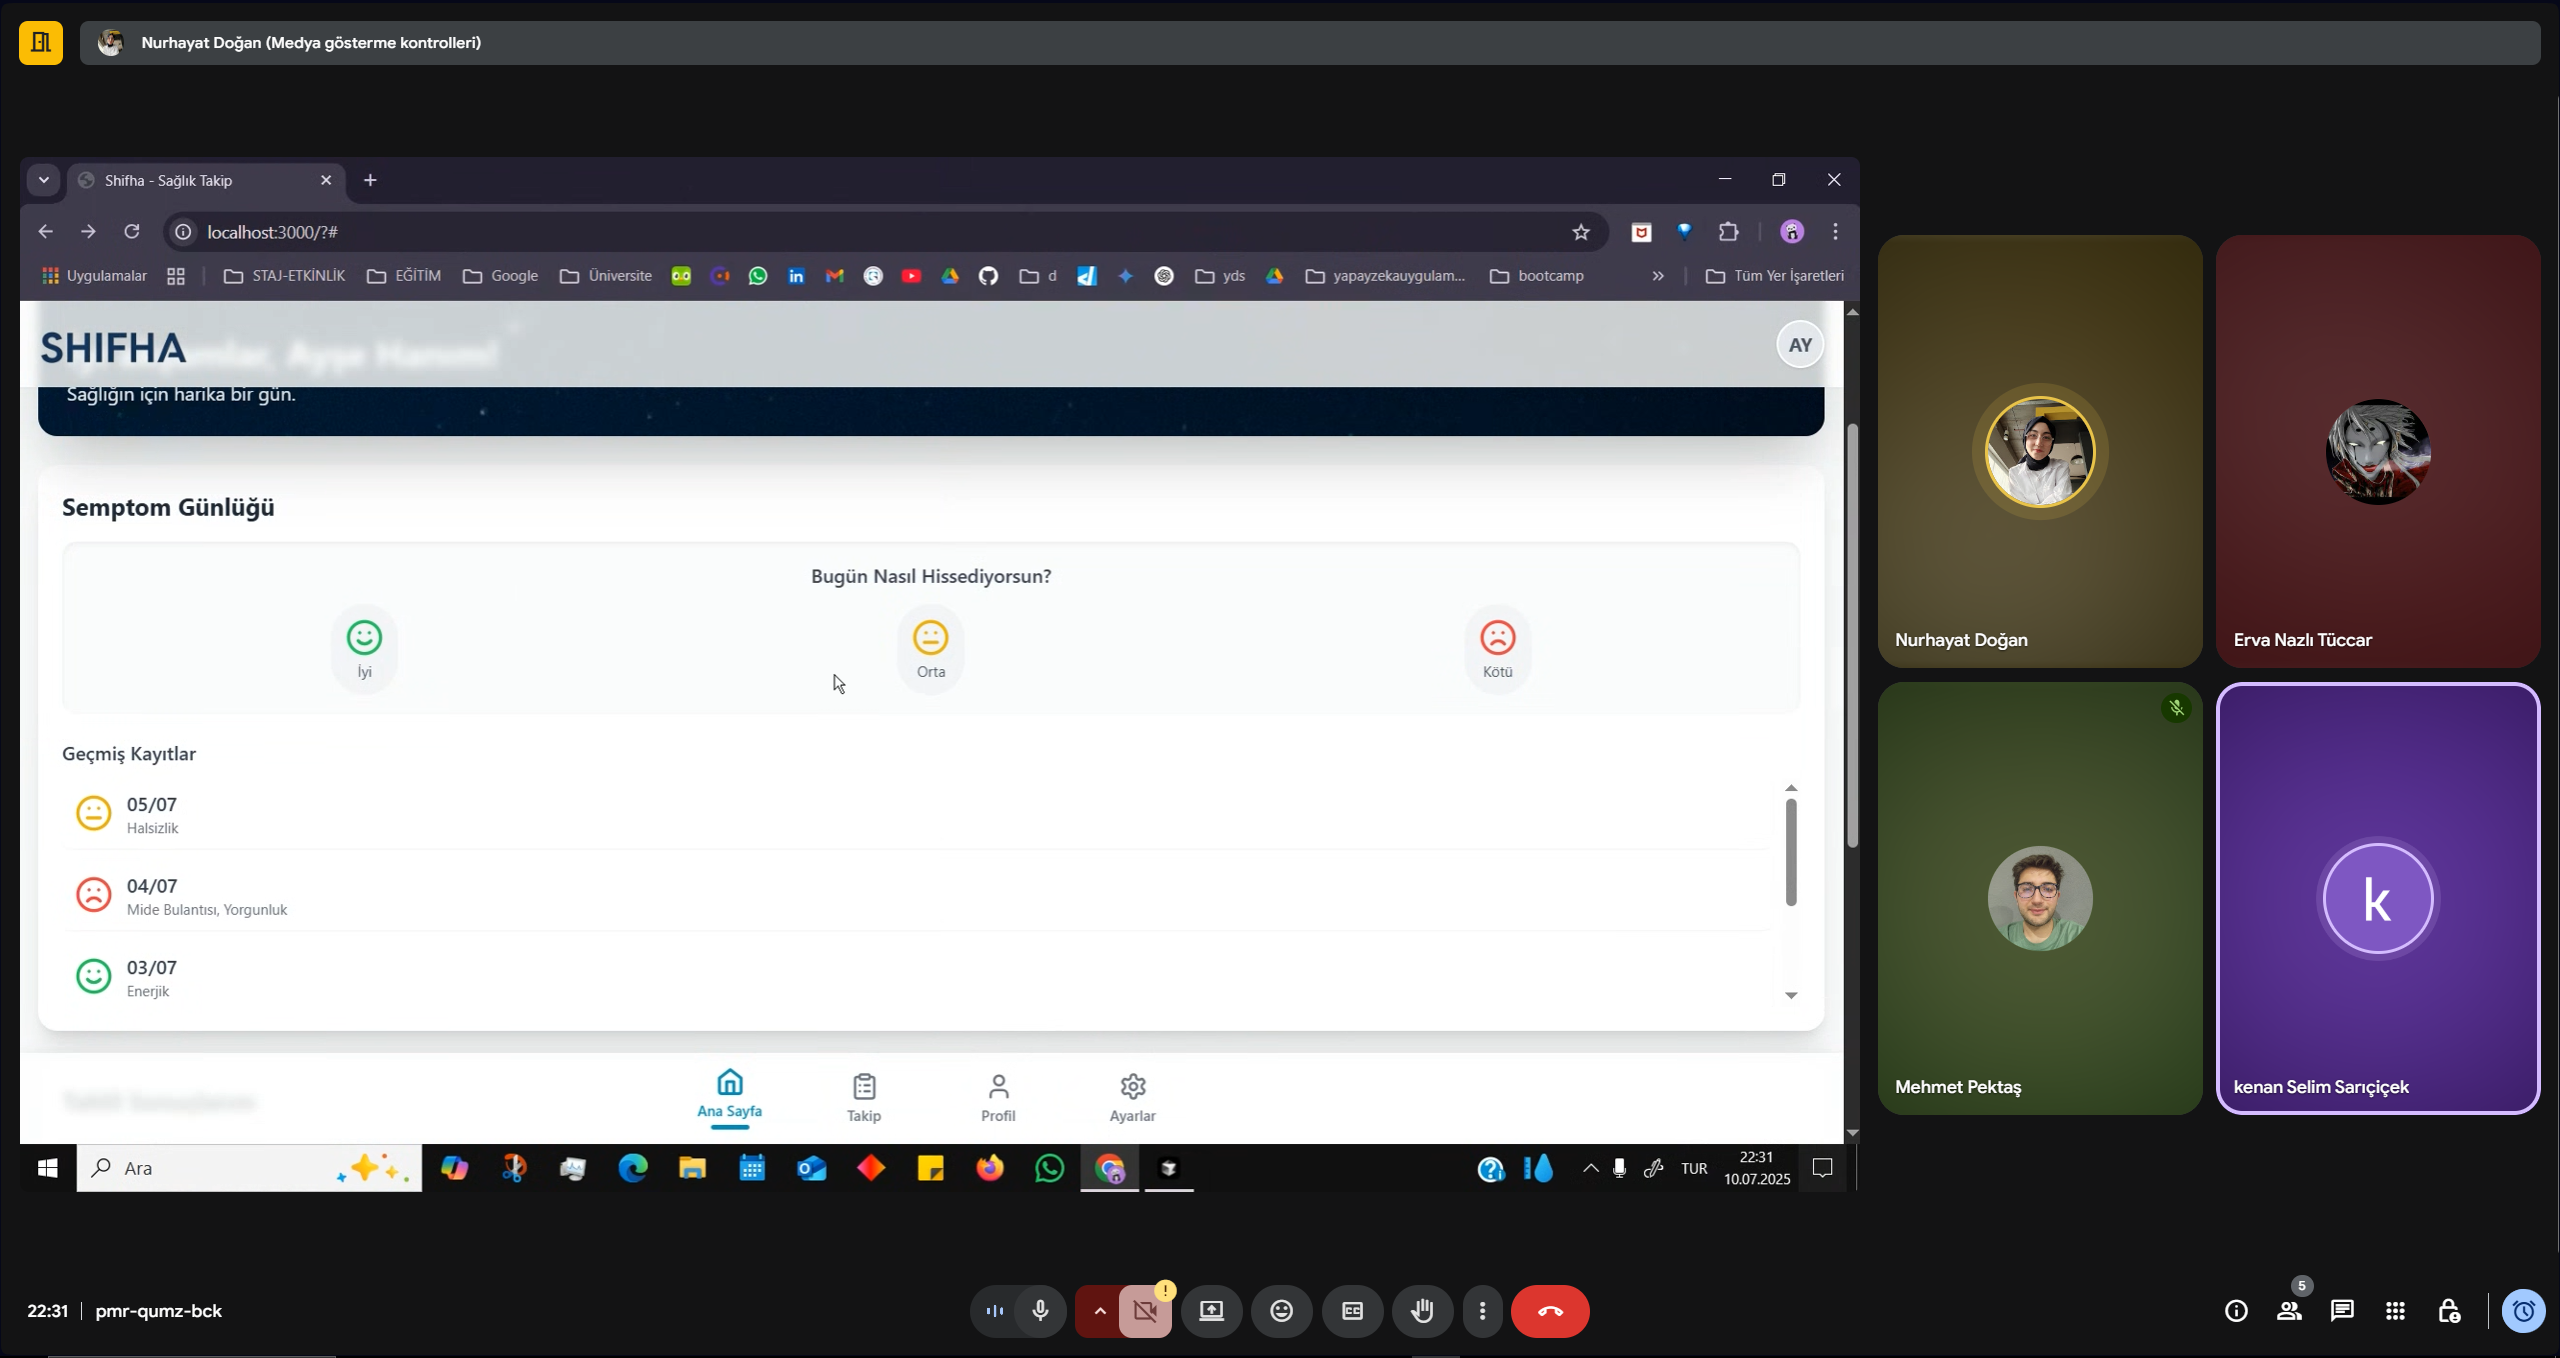 Nurhayat Doğan (Medya gösterme kontrolleri)
Shifha - Sağlık Takip
localhost:3000/?#
Uygulamalar
STAJ-ETKİNLİK
EĞİTİM
Google
Üniversite
d
yds
yapayzekauygulam...
bootcamp
Tüm Yer İşaretleri
SHIFHA
Ayşe Hanım!
AY
Sağlığın için harika bir gün.
Semptom Günlüğü
Bugün Nasıl Hissediyorsun?
İyi
Orta
Kötü
Geçmiş Kayıtlar
05/07
Halsizlik
04/07
Mide Bulantısı, Yorgunluk
03/07
Enerjik
Ana Sayfa
Takip
Profil
Ayarlar
Ara
TUR
22:31
10.07.2025
Nurhayat Doğan
Erva Nazlı Tüccar
Mehmet Pektaş
k
kenan Selim Sarıçiçek
22:31
pmr-qumz-bck
5